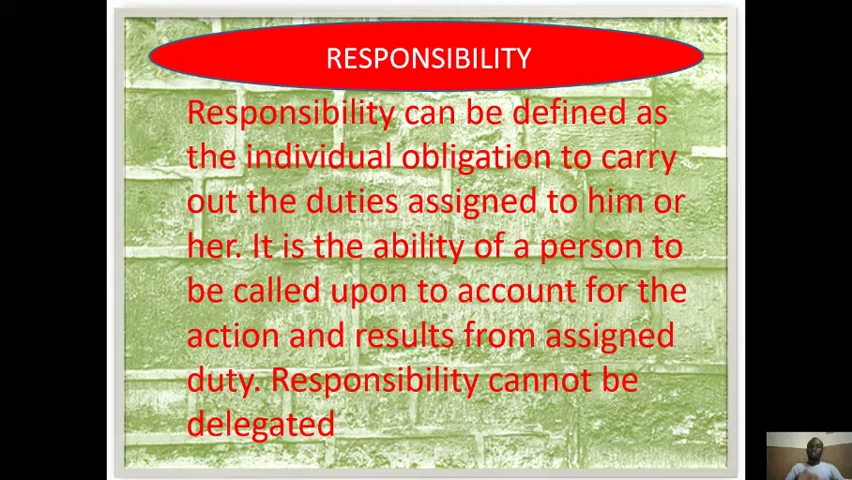 RESPONSIBILITY
Responsibility can be defined as
the individual obligation to carry
out the duties assigned to him or
her. It is the ability of a person to
be called upon to account for the
action and results from assigned
duty. Responsibility cannot be
delegated